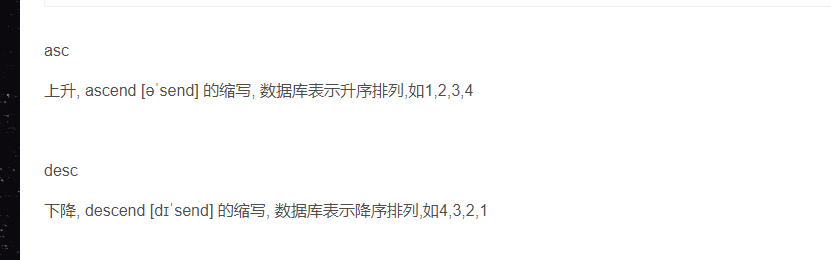 asc
上升, ascend [əˈsend] 的缩写, 数据库表示升序排列,如1,2,3,4
desc
下降, descend [dɪˈsend] 的缩写, 数据库表示降序排列,如4,3,2,1